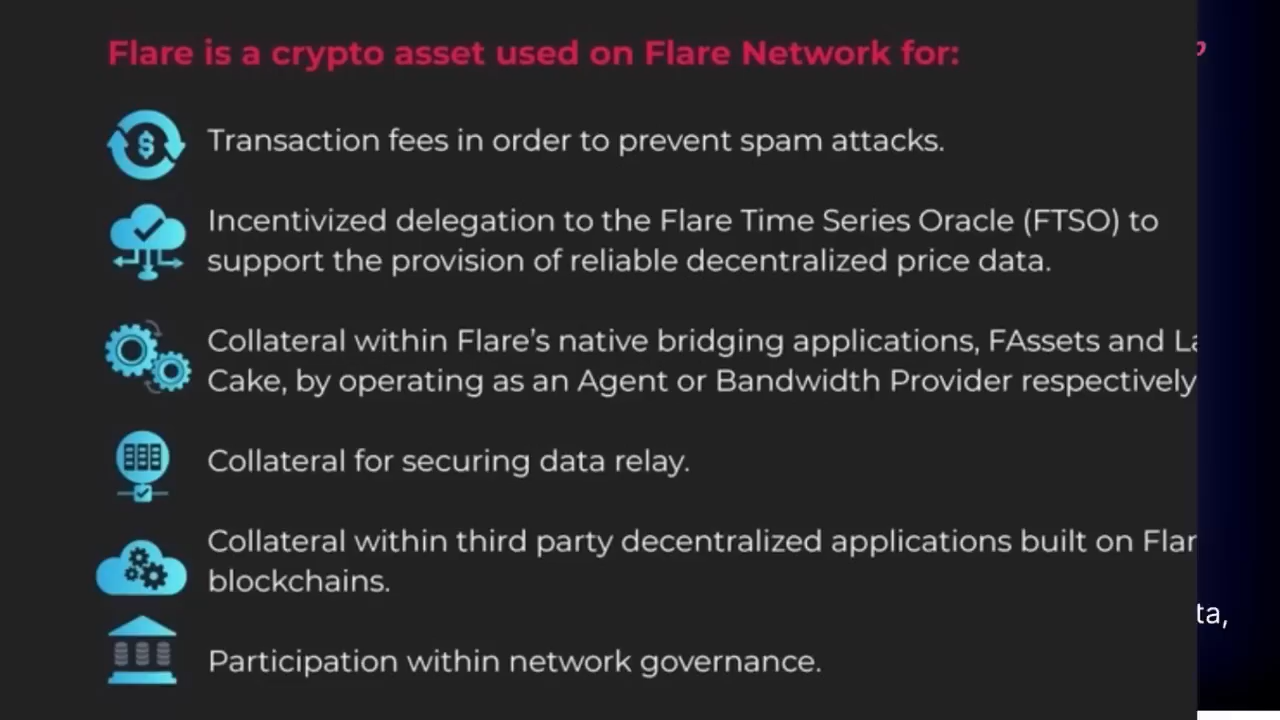 Flare is a crypto asset used on Flare Network for:
Transaction fees in order to prevent spam attacks.
Incentivized delegation to the Flare Time Series Oracle (FTSO) to
support the provision of reliable decentralized price data.
Collateral within Flare’s native bridging applications, FAssets and
Cake, by operating as an Agent or Bandwidth Provider respectively
Collateral for securing data relay.
Collateral within third party decentralized applications built on
blockchains.
ta,
Participation within network governance.